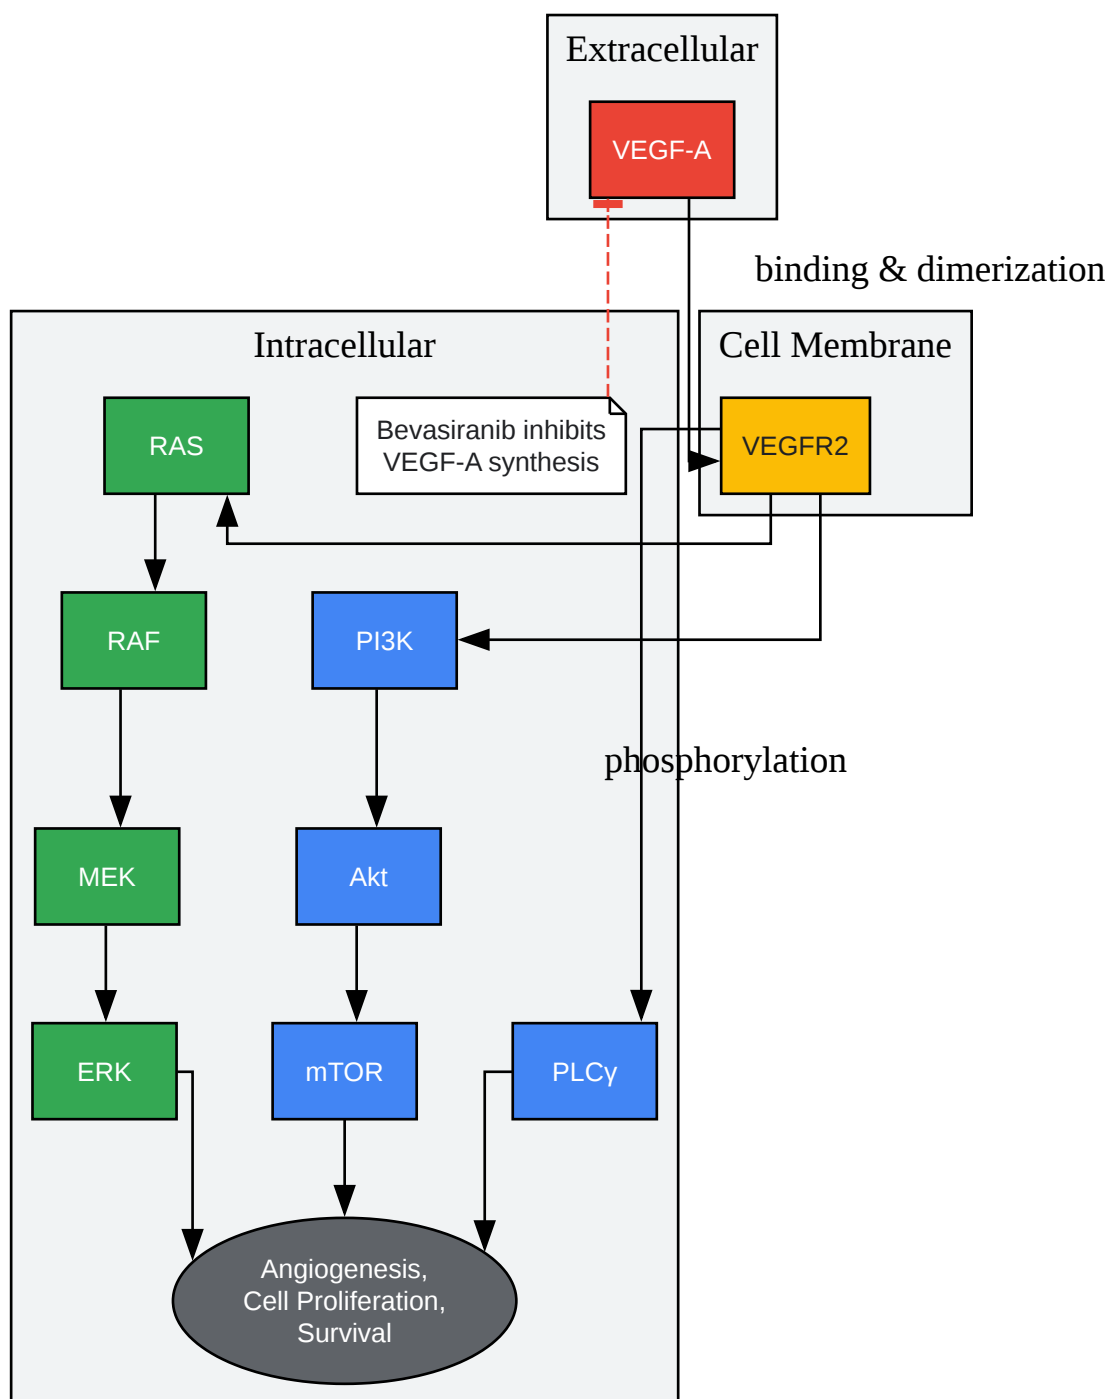 Extracellular
VEGF-A
binding & dimerization
Intracellular
Cell Membrane
RAS
Bevasiranib inhibits
VEGF-A synthesis
VEGFR2
RAF
PI3K
phosphorylation
MEK
Akt
ERK
mTOR
PLCγ
Angiogenesis,
Cell Proliferation,
Survival